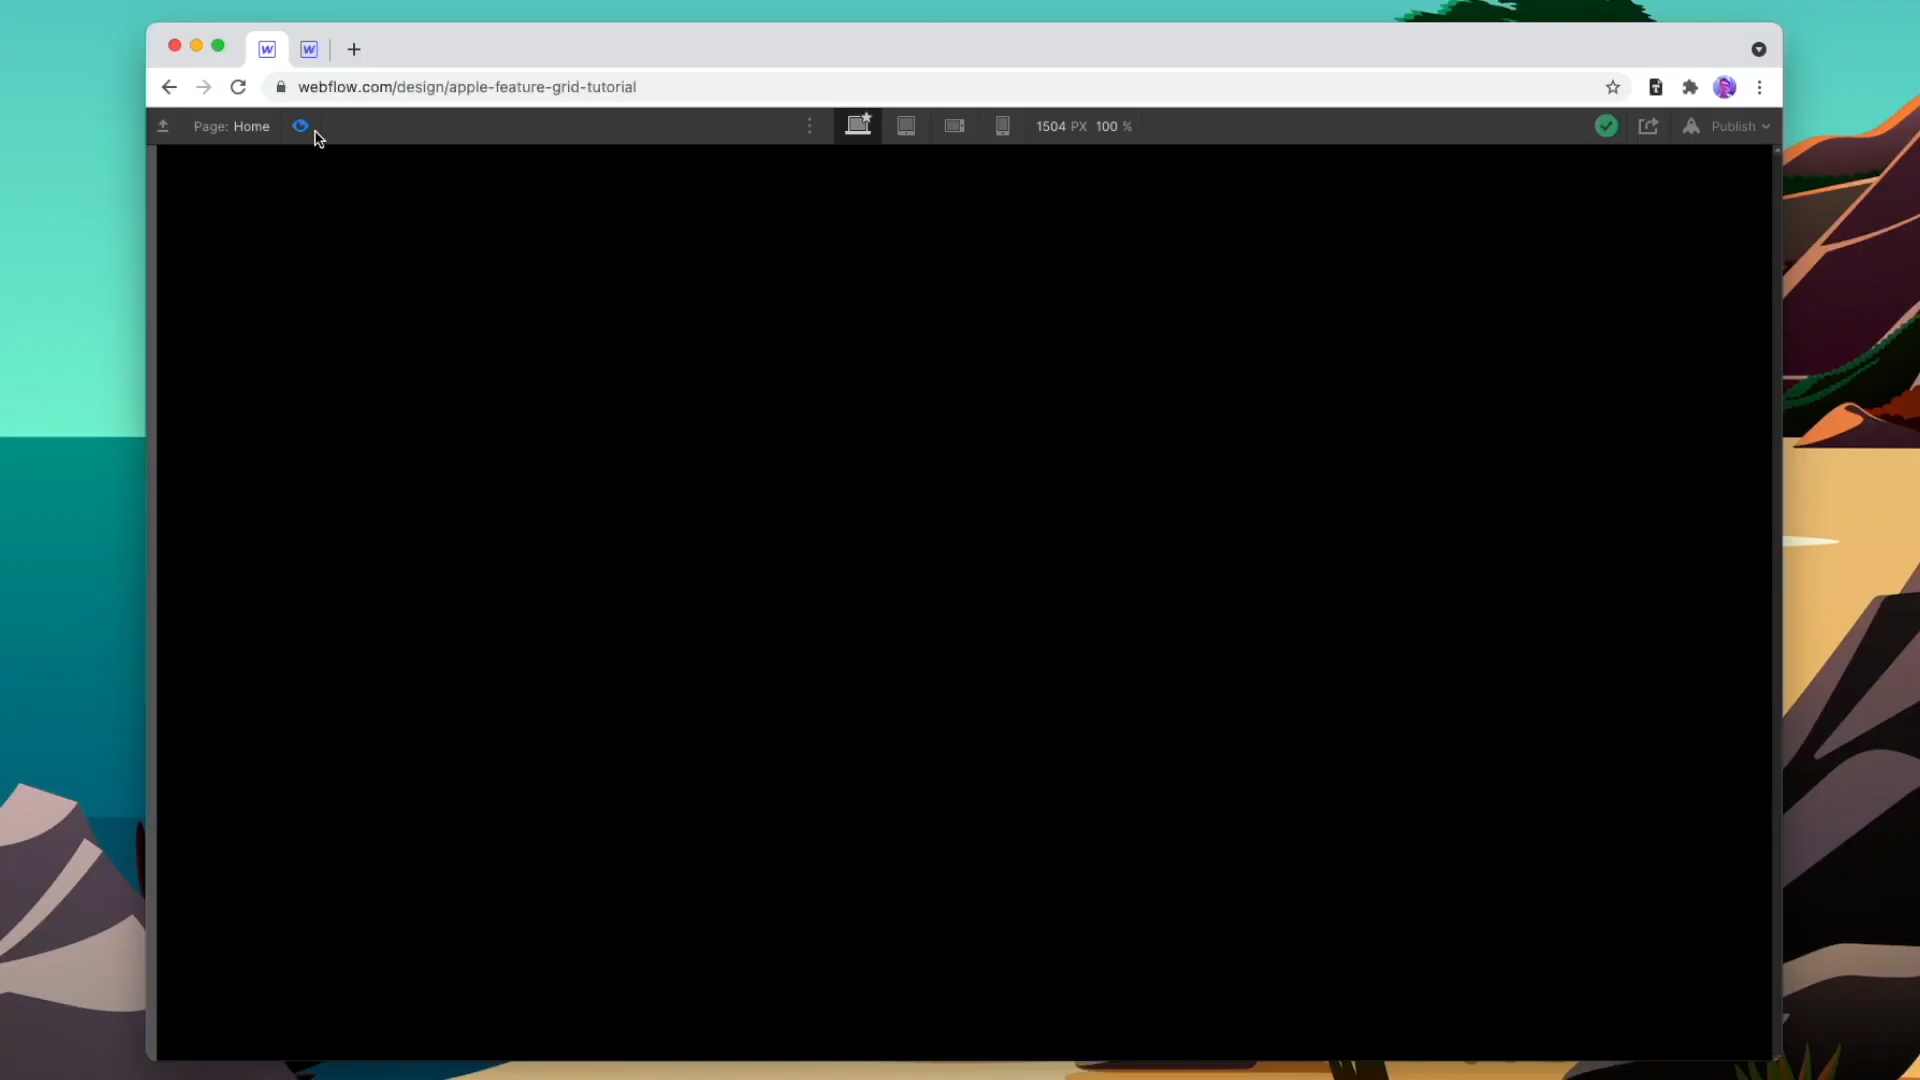 W W
webflow.com/design/apple-feature-grid-tutorial
Page: Home 1504 PX 100 % Publish